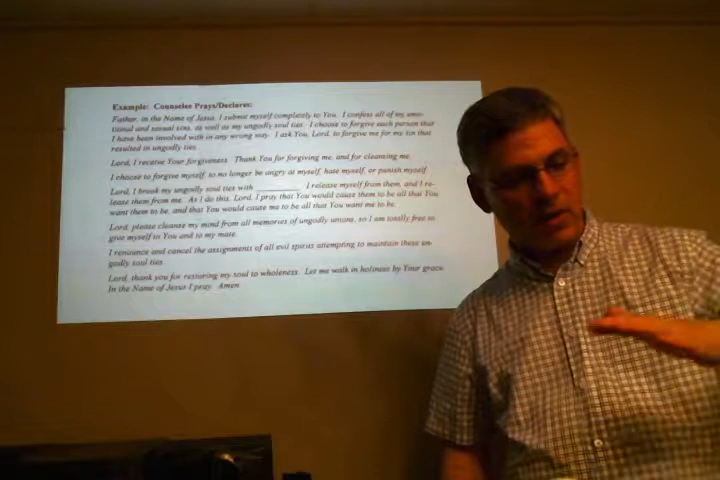 Example: Counselee Prays/Declares:
Father, in the Name of Jesus, I submit myself completely to You. I confess all of my emo-
tional and sexual sins, as well as my ungodly soul ties. I choose to forgive each person that
I have been involved with in any wrong way. I ask You, Lord, to forgive me for my sin that
resulted in ungodly ties.
Lord, I receive Your forgiveness. Thank You for forgiving me, and for cleansing me.
I choose to forgive myself, to no longer be angry at myself, hate myself, or punish myself.
Lord, I break my ungodly soul ties with __________. I release myself from them, and I re-
lease them from me. As I do this, Lord, I pray that You would cause them to be all that You
want them to be, and that You would cause me to be all that You want me to be.
Lord, please cleanse my mind from all memories of ungodly unions, so I am totally free to
give myself to You and to my mate.
I renounce and cancel the assignments of all evil spirits attempting to maintain these un-
godly soul ties.
Lord, thank you for restoring my soul to wholeness. Let me walk in holiness by Your grace.
In the Name of Jesus I pray. Amen